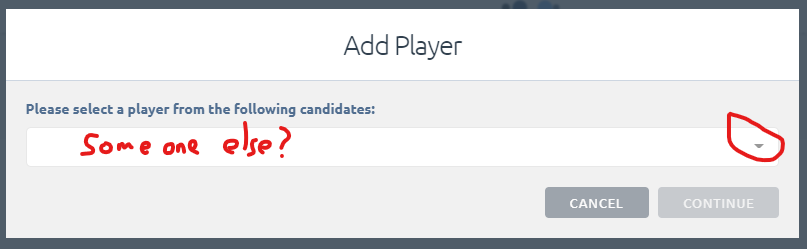 Add Player
Please select a player from the following candidates:
Some one else?
CANCEL CONTINUE